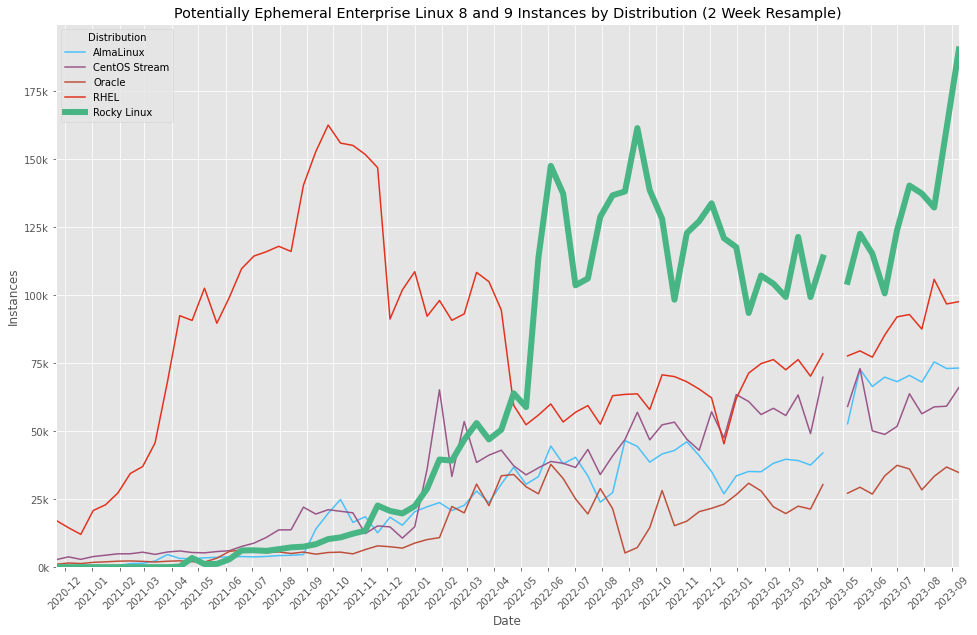 Potentially Ephemeral Enterprise Linux 8 and 9 Instances by Distribution (2 Week Resample)
Distribution
AlmaLinux
CentOS Stream
Oracle
RHEL
Rocky Linux
175k
150k
125k
100k
75k
50k
25k
0k
Instances
2020-12
2021-01
2021-02
2021-03
2021-04
2021-05
2021-06
2021-07
2021-08
2021-09
2021-10
2021-11
2021-12
2022-01
2022-02
2022-03
2022-04
2022-05
2022-06
2022-07
2022-08
2022-09
2022-10
2022-11
2022-12
2023-01
2023-02
2023-03
2023-04
2023-05
2023-06
2023-07
2023-08
2023-09
Date